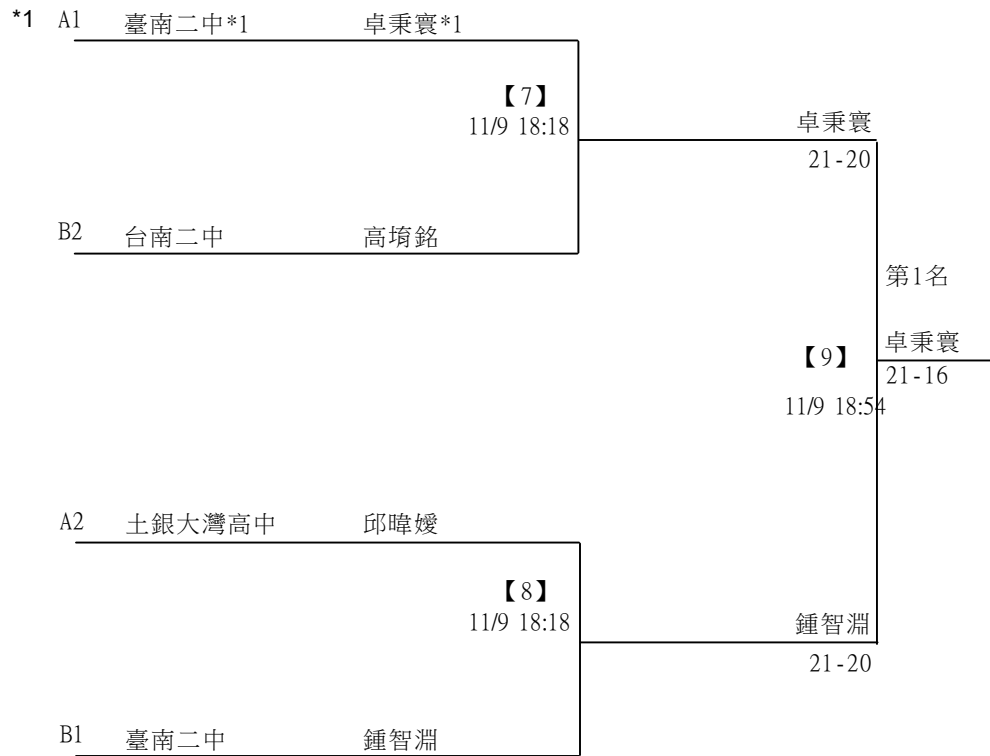 *1 A1 臺南二中*1 卓秉寰*1
【7】
11/9 18:18
卓秉寰
21-20
B2 台南二中 高堉銘
第1名
【9】
卓秉寰
21-16
11/9 18:54
A2 土銀大灣高中 邱暐嫒
【8】
11/9 18:18
鍾智淵
21-20
B1 臺南二中 鍾智淵